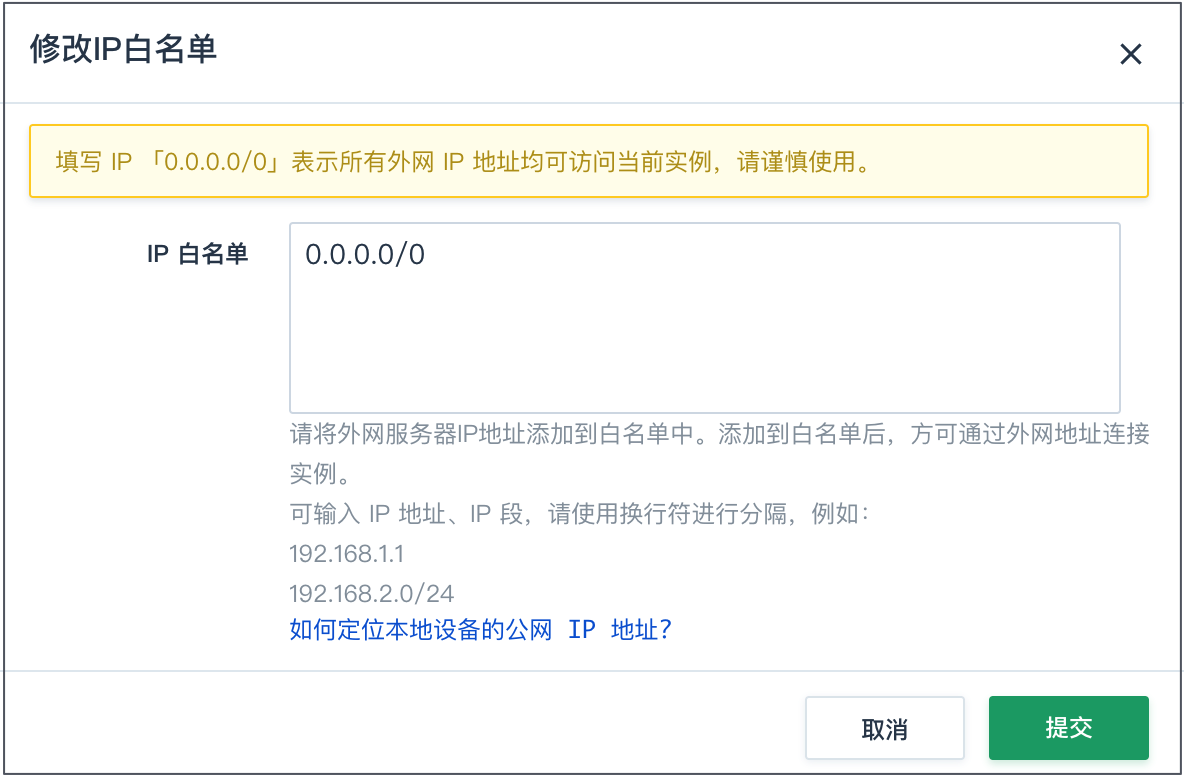 修改IP白名单
填写 IP 「0.0.0.0/0」表示所有外网 IP 地址均可访问当前实例，请谨慎使用。
IP 白名单
0.0.0.0/0
请将外网服务器IP地址添加到白名单中。添加到白名单后，方可通过外网地址连接
实例。
可输入 IP 地址、IP 段，请使用换行符进行分隔，例如：
192.168.1.1
192.168.2.0/24
如何定位本地设备的公网 IP 地址？
取消
提交